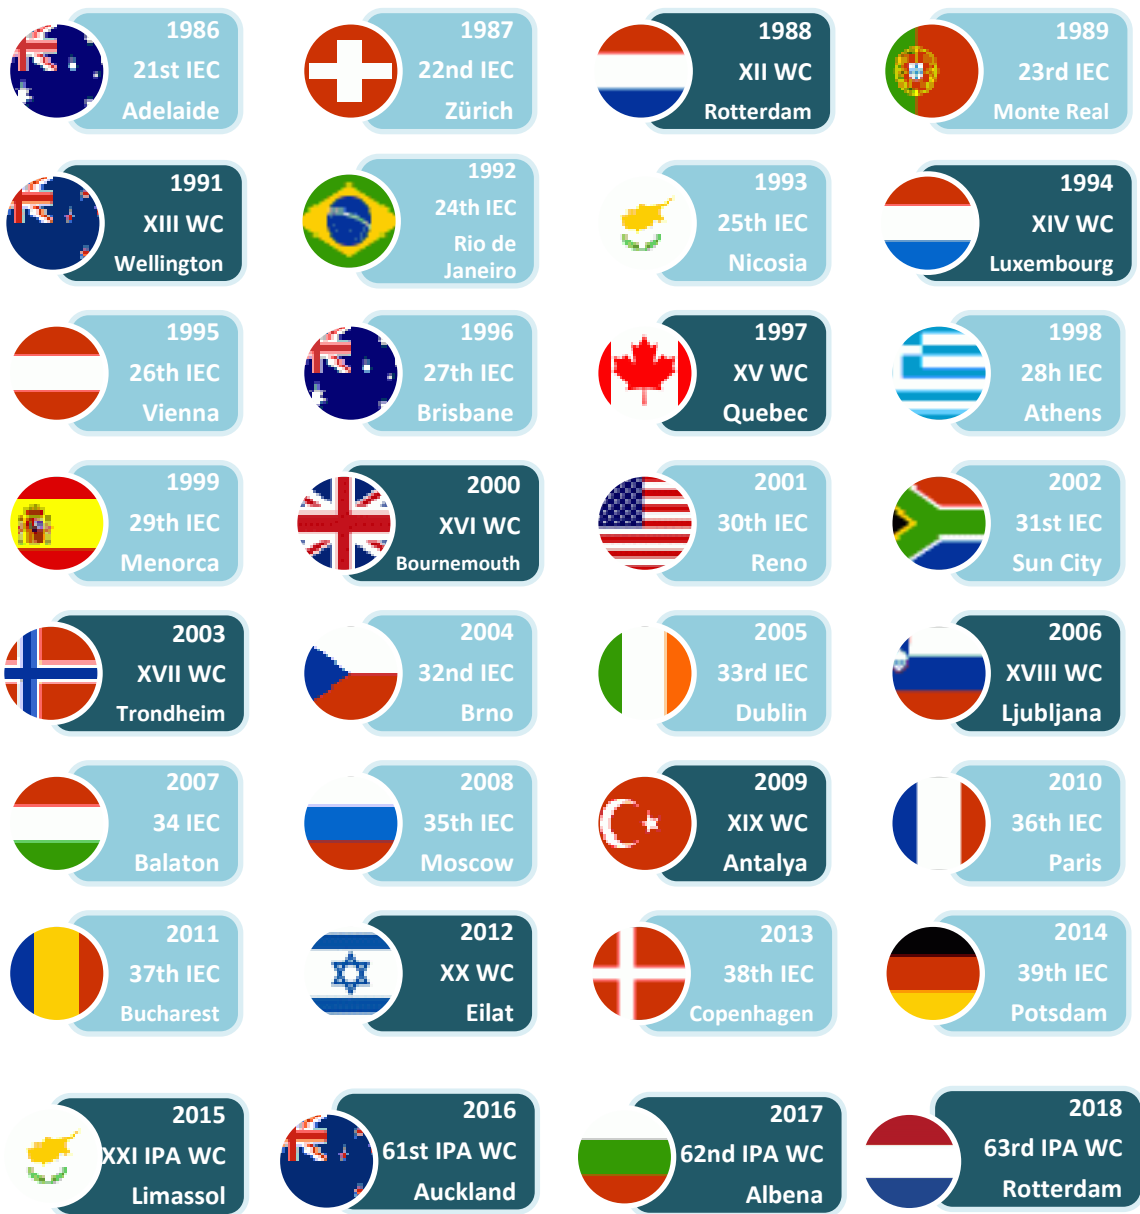 1986
21st IEC
Adelaide
1987
22nd IEC
Zürich
1988
XII WC
Rotterdam
1989
23rd IEC
Monte Real
1991
XIII WC
Wellington
1992
24th IEC
Rio de
Janeiro
1993
25th IEC
Nicosia
1994
XIV WC
Luxembourg
1995
26th IEC
Vienna
1996
27th IEC
Brisbane
1997
XV WC
Quebec
1998
28h IEC
Athens
1999
29th IEC
Menorca
2000
XVI WC
Bournemouth
2001
30th IEC
Reno
2002
31st IEC
Sun City
2003
XVII WC
Trondheim
2004
32nd IEC
Brno
2005
33rd IEC
Dublin
2006
XVIII WC
Ljubljana
2007
34 IEC
Balaton
2008
35th IEC
Moscow
2009
XIX WC
Antalya
2010
36th IEC
Paris
2011
37th IEC
Bucharest
2012
XX WC
Eilat
2013
38th IEC
Copenhagen
2014
39th IEC
Potsdam
2015
XXI IPA WC
Limassol
2016
61st IPA WC
Auckland
2017
62nd IPA WC
Albena
2018
63rd IPA WC
Rotterdam